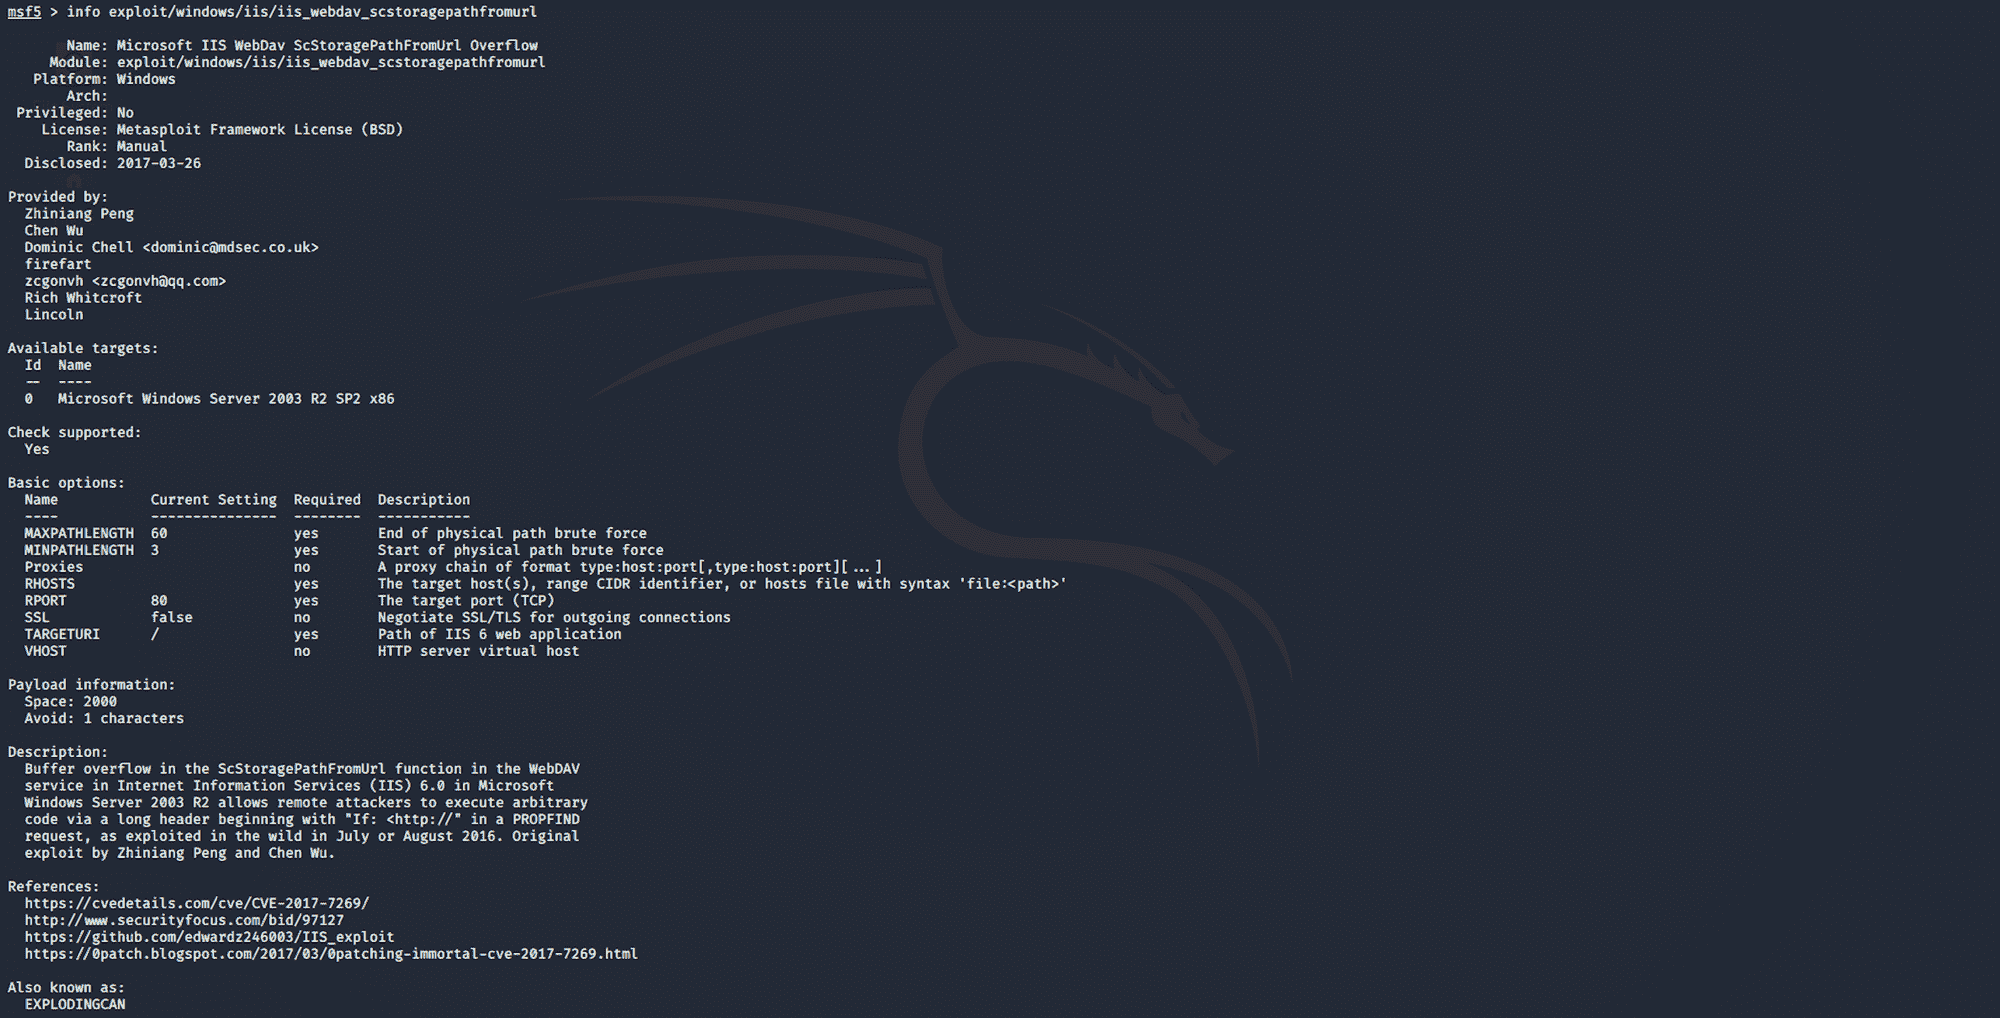 msf5 > info exploit/windows/iis/iis_webdav_scstoragepathfromurl
Name: Microsoft IIS WebDav ScStoragePathFromUrl Overflow
Module: exploit/windows/iis/iis_webdav_scstoragepathfromurl
Platform: Windows
Arch:
Privileged: No
License: Metasploit Framework License (BSD)
Rank: Manual
Disclosed: 2017-03-26
Provided by:
Zhiniang Peng
Chen Wu
Dominic Chell <dominic@mdsec.co.uk>
firefart
zcgonvh <zcgonvh@qq.com>
Rich Whitcroft
Lincoln
Available targets:
Id  Name
--  ----
0   Microsoft Windows Server 2003 R2 SP2 x86
Check supported:
Yes
Basic options:
Name           Current Setting  Required  Description
----           ---------------  --------  -----------
MAXPATHLENGTH  60               yes       End of physical path brute force
MINPATHLENGTH  3                yes       Start of physical path brute force
Proxies                         no        A proxy chain of format type:host:port[,type:host:port][...]
RHOSTS                          yes       The target host(s), range CIDR identifier, or hosts file with syntax 'file:<path>'
RPORT          80               yes       The target port (TCP)
SSL            false            no        Negotiate SSL/TLS for outgoing connections
TARGETURI      /                yes       Path of IIS 6 web application
VHOST                           no        HTTP server virtual host
Payload information:
Space: 2000
Avoid: 1 characters
Description:
Buffer overflow in the ScStoragePathFromUrl function in the WebDAV
service in Internet Information Services (IIS) 6.0 in Microsoft
Windows Server 2003 R2 allows remote attackers to execute arbitrary
code via a long header beginning with "If: <http://" in a PROPFIND
request, as exploited in the wild in July or August 2016. Original
exploit by Zhiniang Peng and Chen Wu.
References:
https://cvedetails.com/cve/CVE-2017-7269/
http://www.securityfocus.com/bid/97127
https://github.com/edwardz246003/IIS_exploit
https://0patch.blogspot.com/2017/03/0patching-immortal-cve-2017-7269.html
Also known as:
EXPLODINGCAN